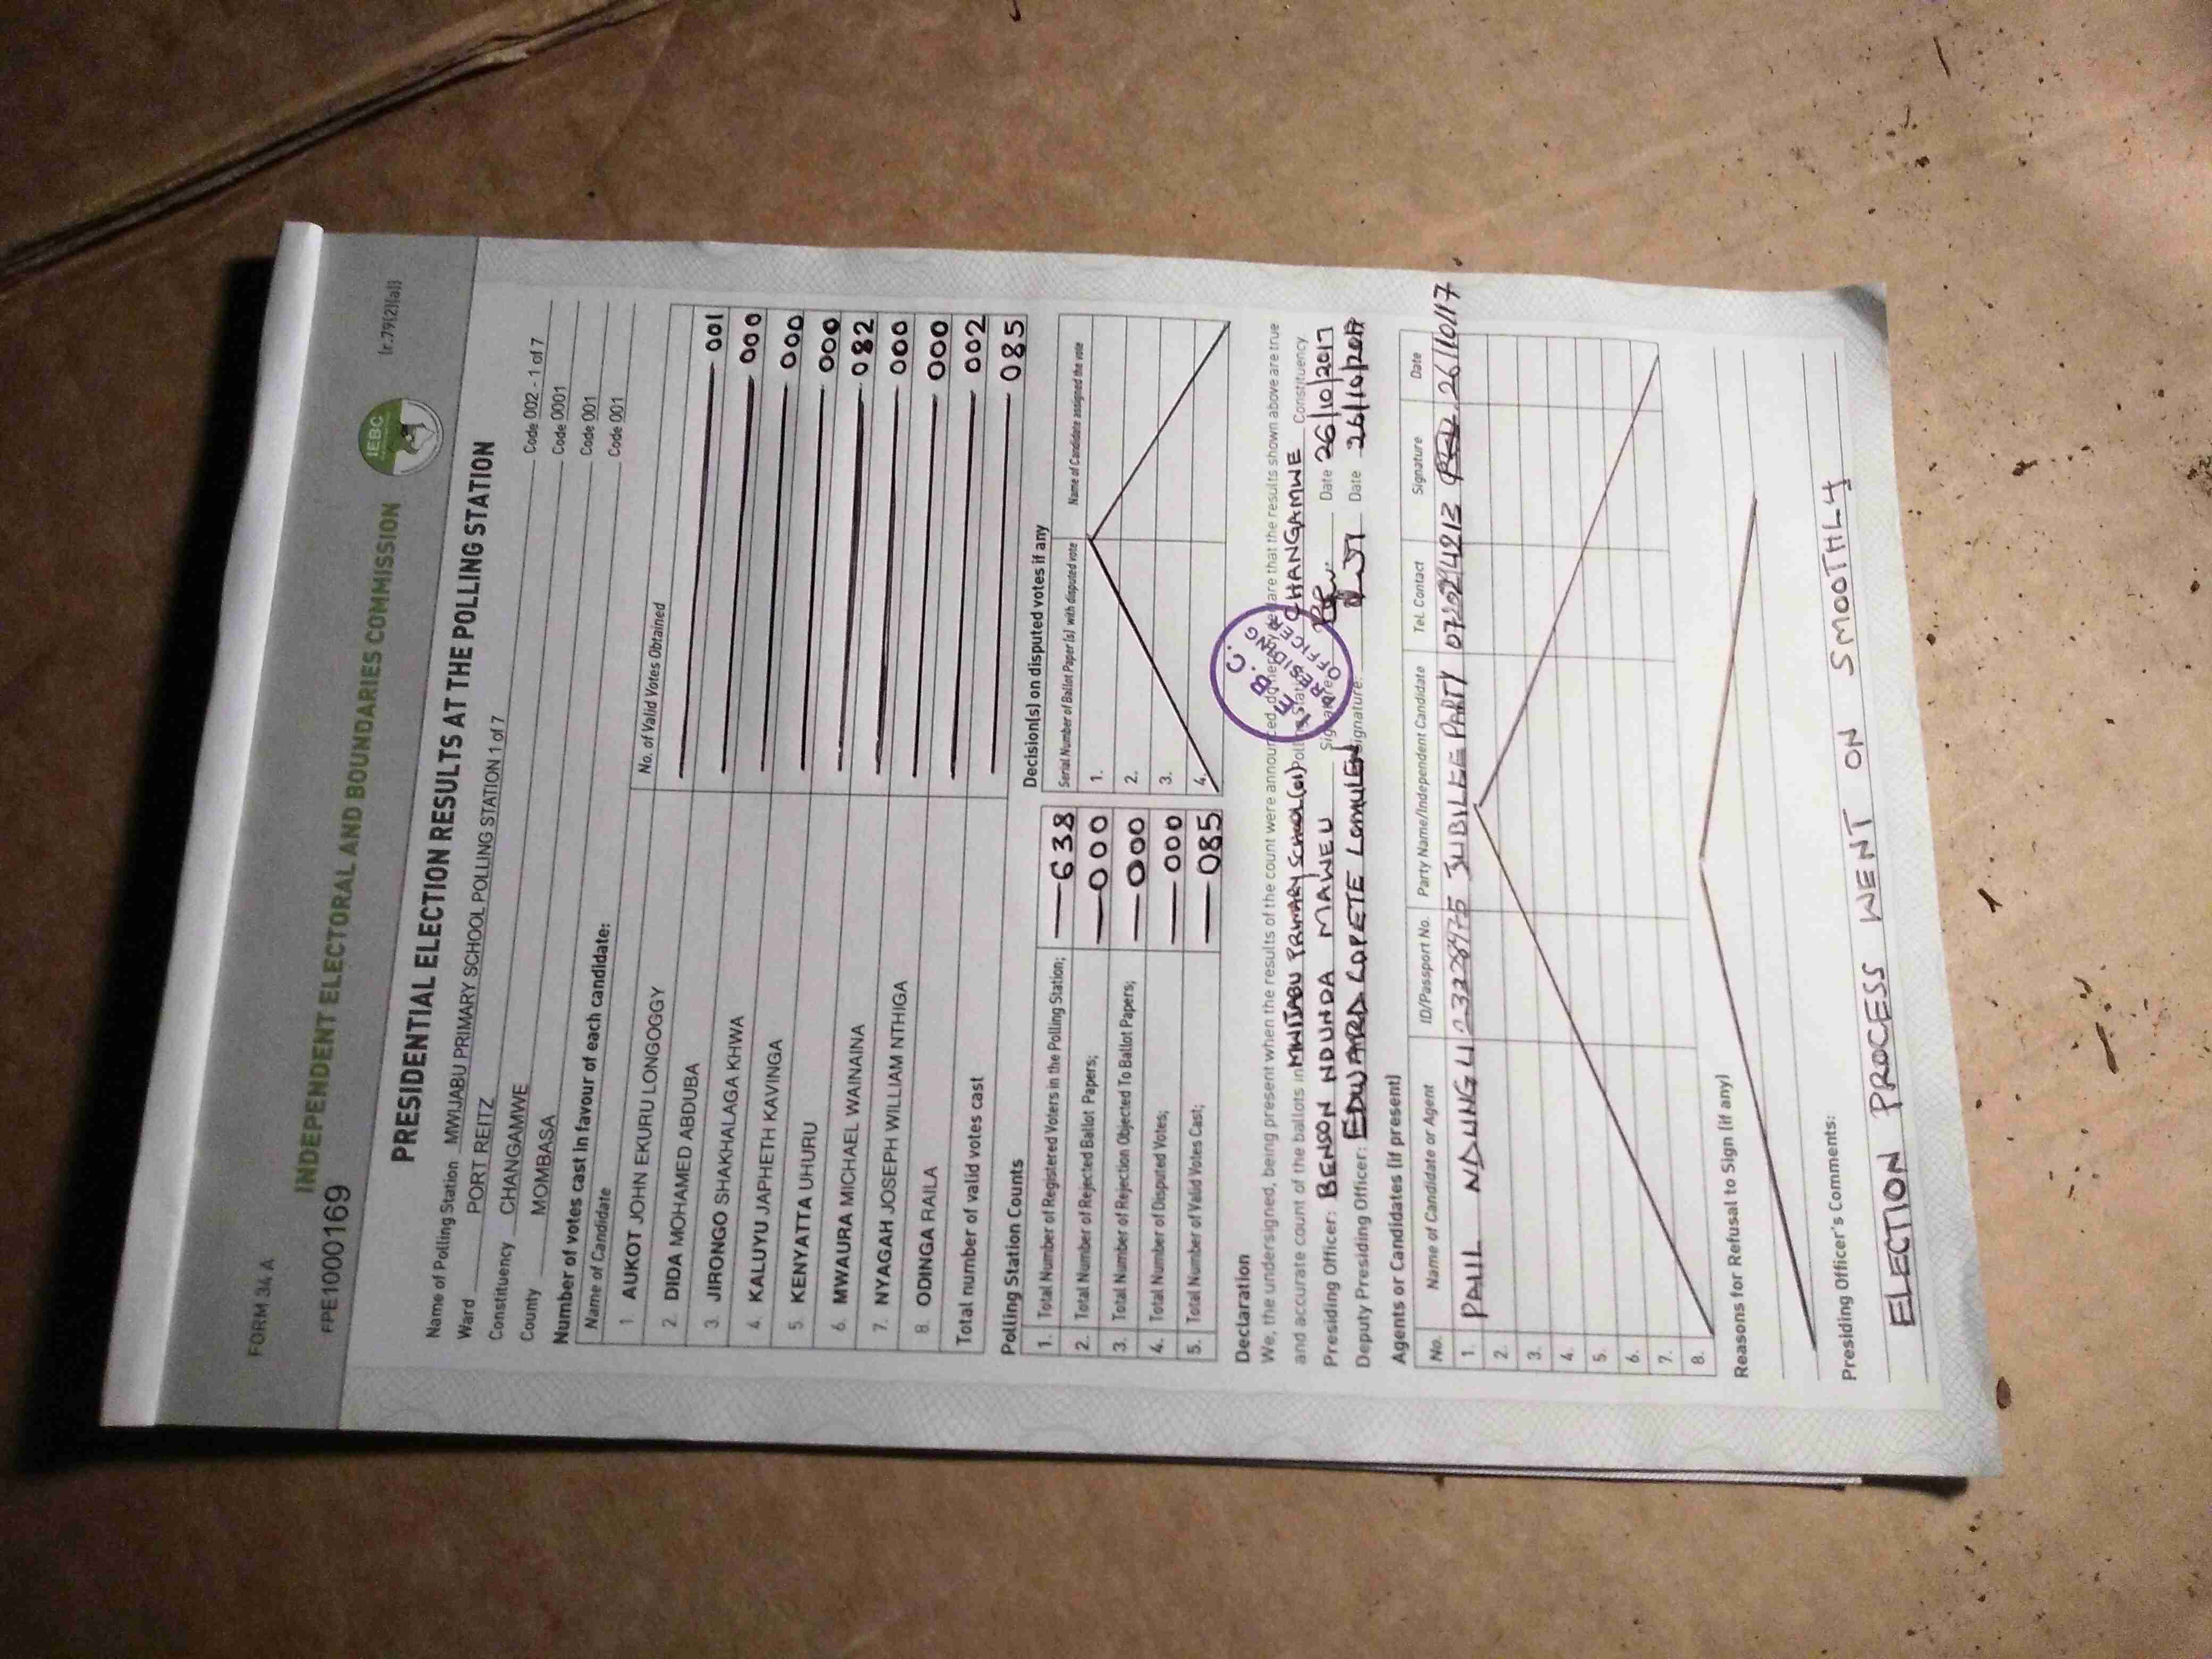 FORM 34 A
(r.79(2)(a))
INDEPENDENT ELECTORAL AND BOUNDARIES COMMISSION
IEBC
FPE1000169
PRESIDENTIAL ELECTION RESULTS AT THE POLLING STATION
Name of Polling Station MWIJABU PRIMARY SCHOOL POLLING STATION 1 of 7 Code 002 - 1 of 7
Ward PORT REITZ Code 0001
Constituency CHANGAMWE Code 001
County MOMBASA Code 001
Number of votes cast in favour of each candidate:
Name of Candidate No. of Valid Votes Obtained
1. AUKOT JOHN EKURU LONGOGGY 001
2. DIDA MOHAMED ABDUBA 000
3. JIRONGO SHAKHALAGA KHWA 000
4. KALUYU JAPHETH KAVINGA 000
5. KENYATTA UHURU 082
6. MWAURA MICHAEL WAINAINA 000
7. NYAGAH JOSEPH WILLIAM NTHIGA 000
8. ODINGA RAILA 002
Total number of valid votes cast 085
Polling Station Counts
1. Total Number of Registered Voters in the Polling Station; 638
2. Total Number of Rejected Ballot Papers; 000
3. Total Number of Rejection Objected To Ballot Papers; 000
4. Total Number of Disputed Votes; 000
5. Total Number of Valid Votes Cast; 085
Decision(s) on disputed votes if any
Serial Number of Ballot Paper (s) with disputed vote Name of Candidate assigned the vote
1.
2.
3.
4.
Declaration
We, the undersigned, being present when the results of the count were announced, do hereby declare that the results shown above are true
and accurate count of the ballots in MWIJABU PRIMARY SCHOOL (01) Polling Station CHANGAMWE Constituency.
Presiding Officer: BENSON NDUNDA MAWEU Signature: Date 26/10/2017
Deputy Presiding Officer: EDWARD LOPETE LOMULEN Signature: Date 26/10/2017
I.E.B.C. PRESIDING OFFICER
Agents or Candidates (if present)
No. Name of Candidate or Agent ID/Passport No. Party Name/Independent Candidate Tel. Contact Signature Date
1. PAUL NDUNGLI 23228975 JUBILEE PARTY 26/10/17
2.
3.
4.
5.
6.
7.
8.
Reasons for Refusal to Sign (if any)
Presiding Officer's Comments:
ELECTION PROCESS WENT ON SMOOTHLY